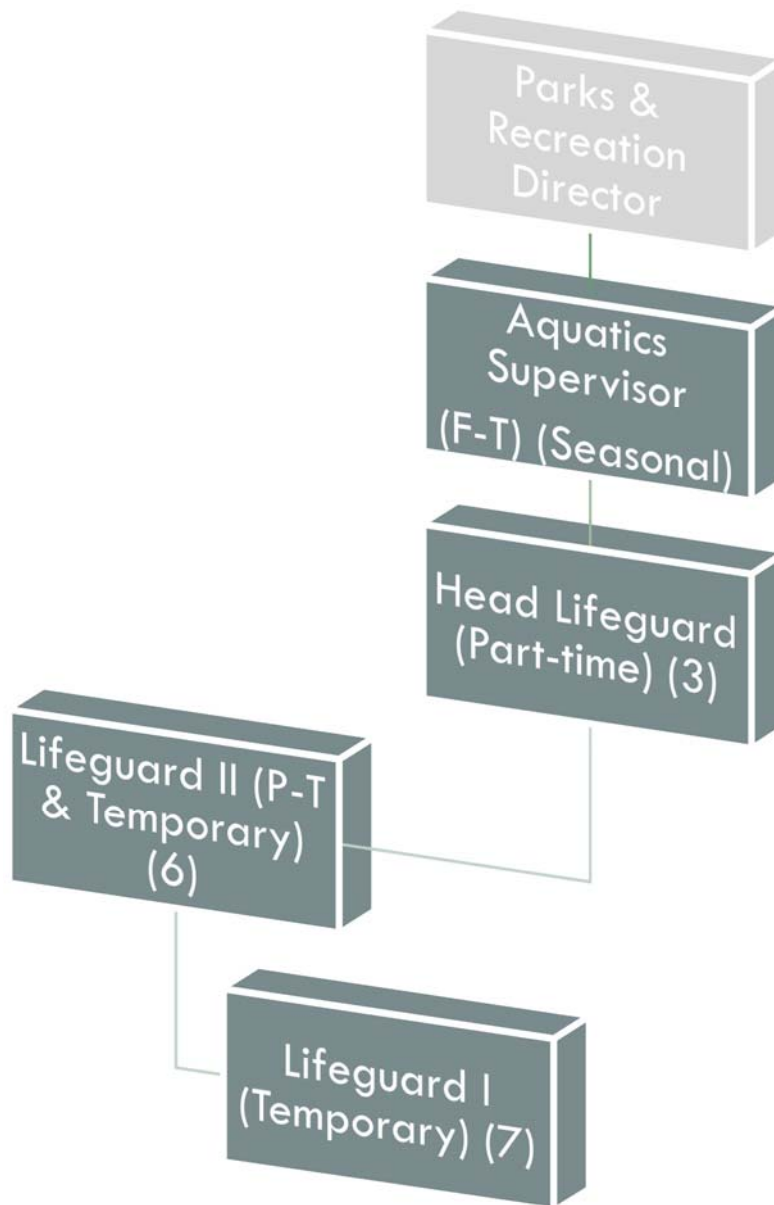 Parks &
Recreation
Director
Aquatics
Supervisor
(F-T) (Seasonal)
Head Lifeguard
(Part-time) (3)
Lifeguard II (P-T
& Temporary)
(6)
Lifeguard I
(Temporary) (7)